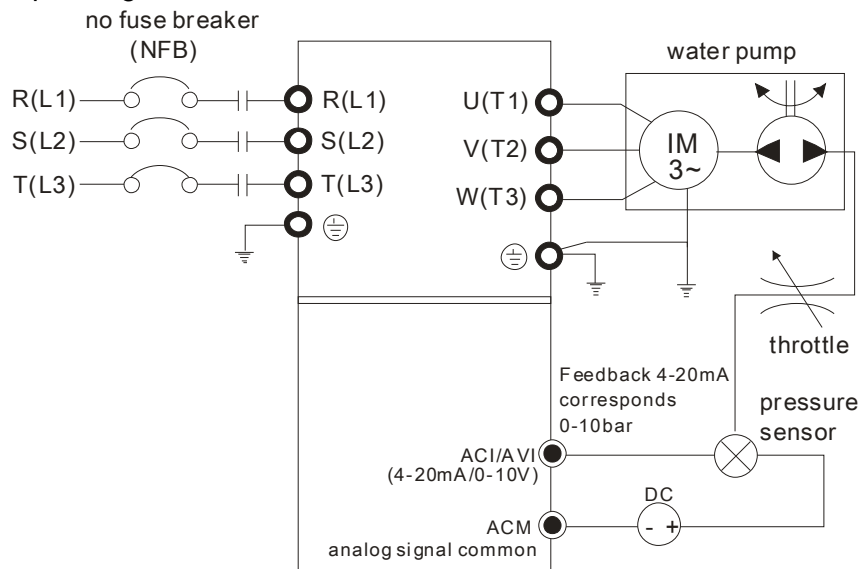 no fuse breaker
(NFB)
R(L1)
S(L2)
T(L3)
R(L1)
S(L2)
T(L3)
U(T1)
V(T2)
W(T3)
water pump
IM
3~
throttle
Feedback 4-20mA
corresponds
0-10bar
pressure
sensor
ACI/AVI
(4-20mA/0-10V)
DC
- +
ACM
analog signal common